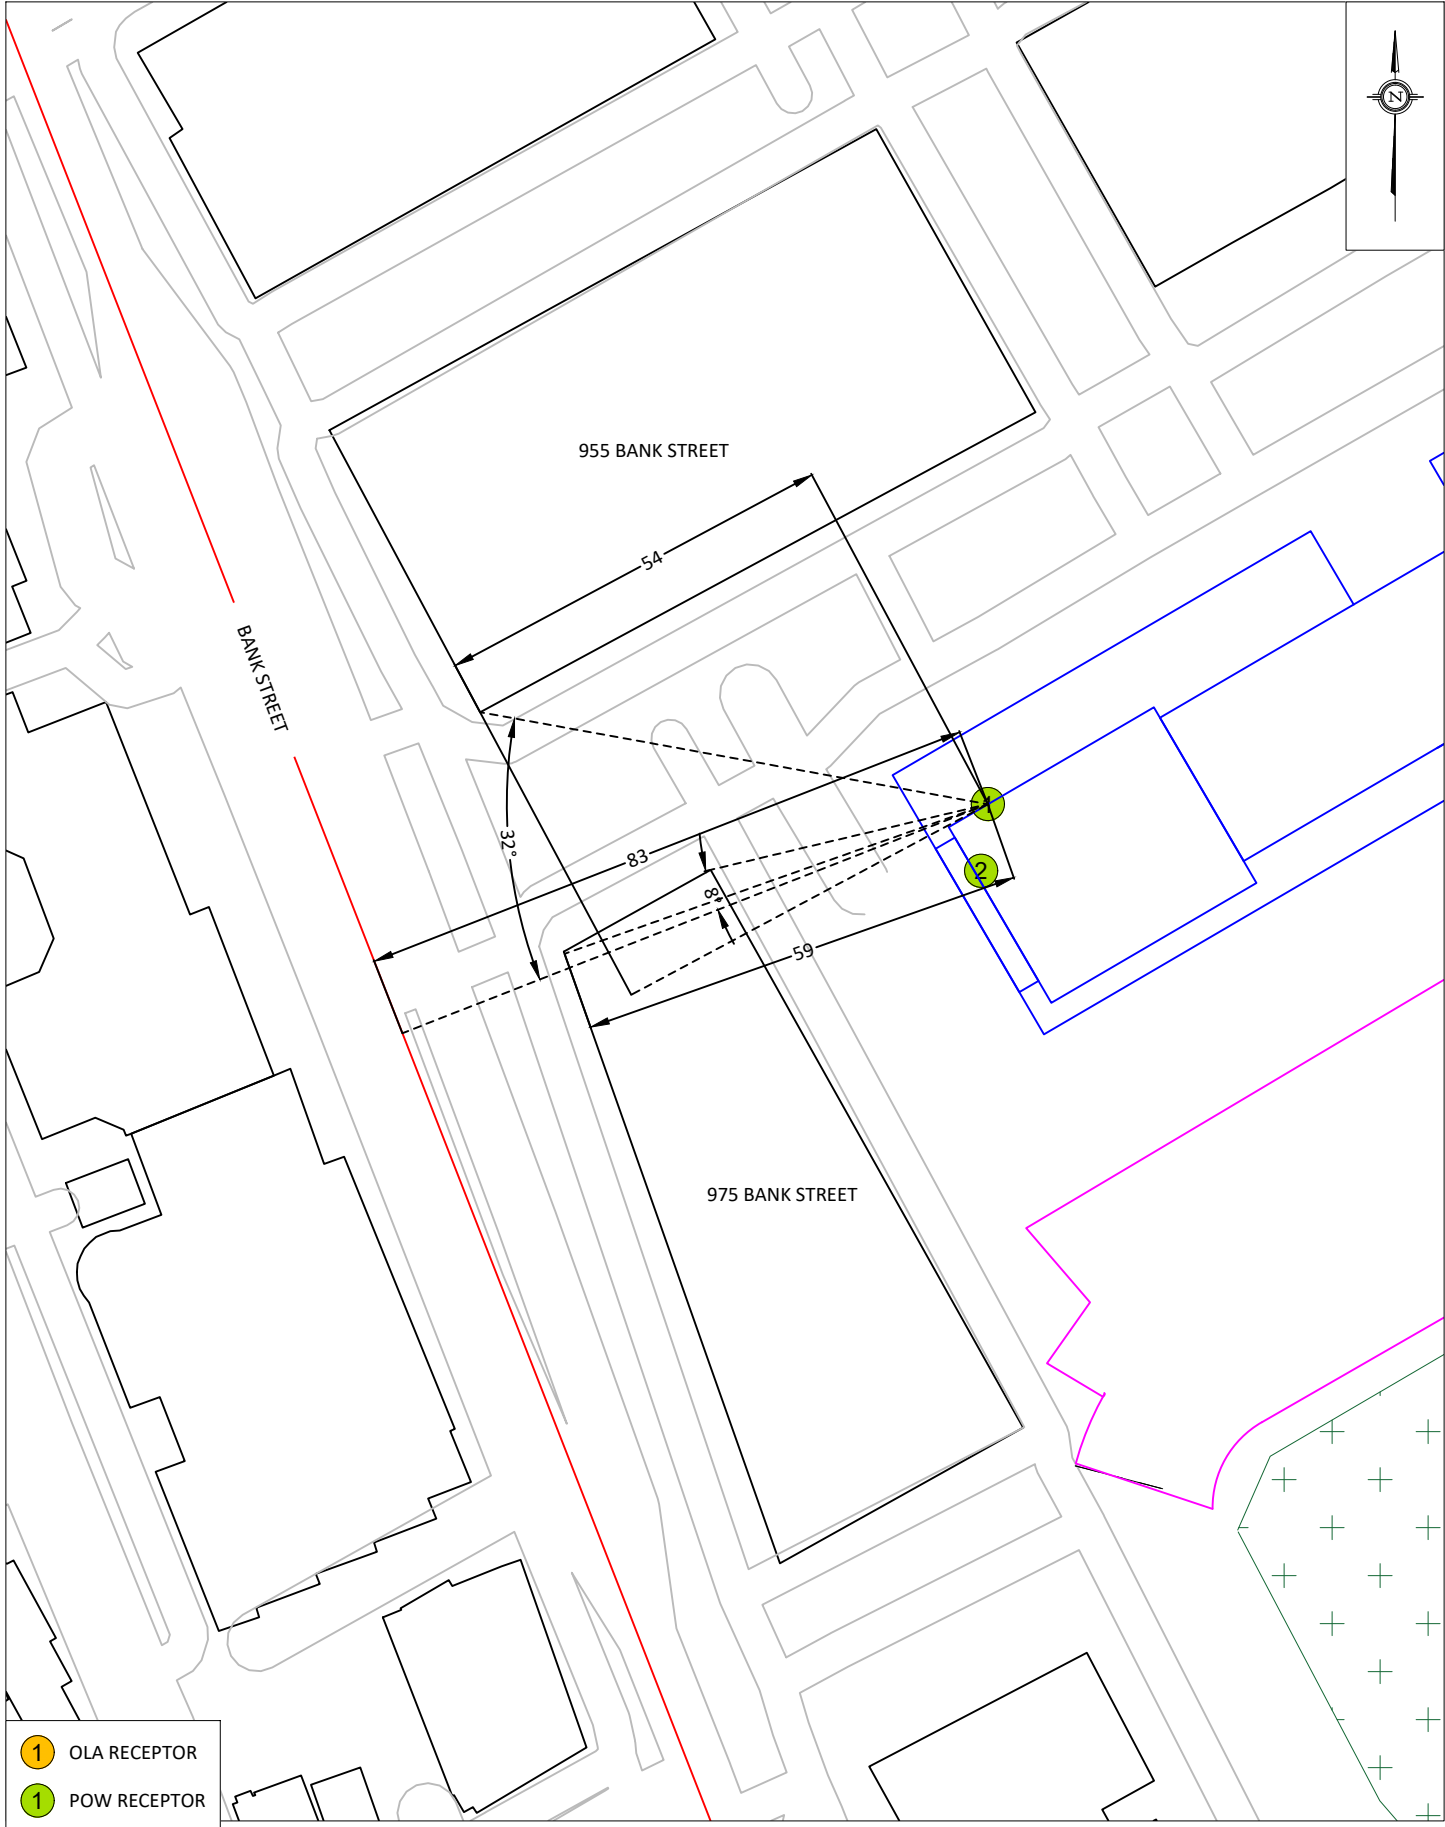 N
955 BANK STREET
54
BANK STREET
1
32°
83
2
8°
59
975 BANK STREET
1 OLA RECEPTOR
1 POW RECEPTOR